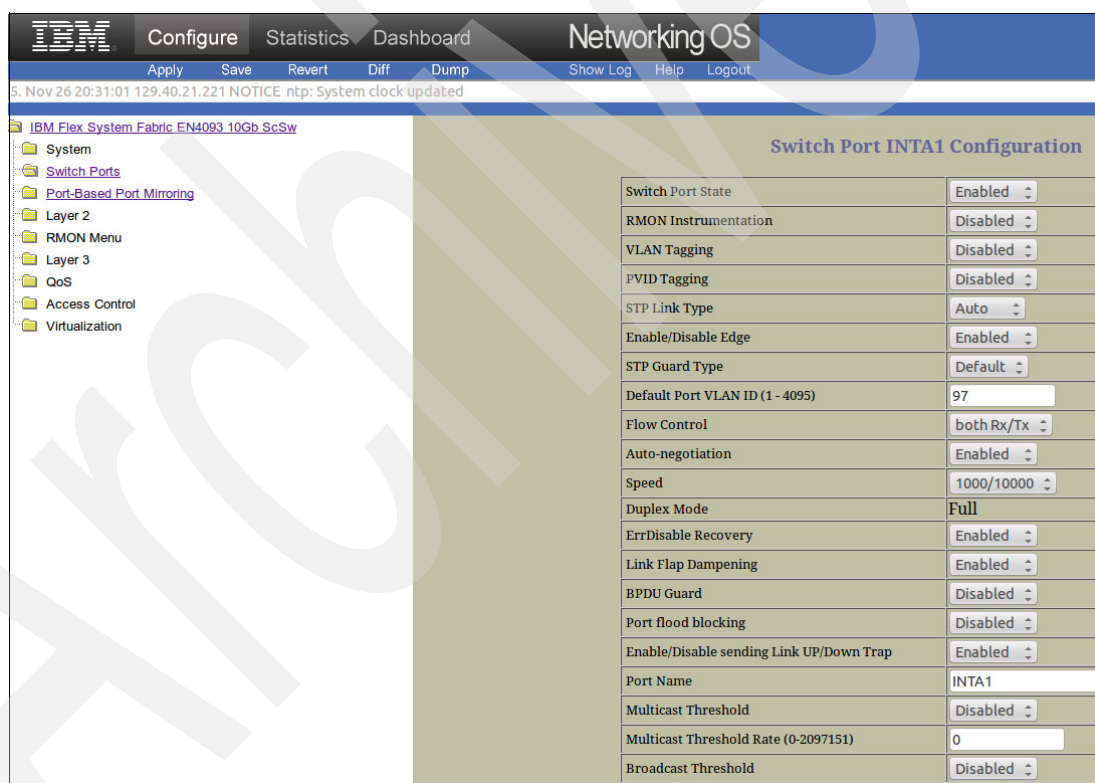 IBM
Configure Statistics Dashboard Networking OS
Apply Save Revert Diff Dump Show Log Help Logout
5. Nov 26 20:31:01 129.40.21.221 NOTICE ntp: System clock updated
IBM Flex System Fabric EN4093 10Gb ScSw
System
Switch Ports
Port-Based Port Mirroring
Layer 2
RMON Menu
Layer 3
QoS
Access Control
Virtualization
Switch Port INTA1 Configuration
Switch Port State Enabled
RMON Instrumentation Disabled
VLAN Tagging Disabled
PVID Tagging Disabled
STP Link Type Auto
Enable/Disable Edge Enabled
STP Guard Type Default
Default Port VLAN ID (1 - 4095) 97
Flow Control both Rx/Tx
Auto-negotiation Enabled
Speed 1000/10000
Duplex Mode Full
ErrDisable Recovery Enabled
Link Flap Dampening Enabled
BPDU Guard Disabled
Port flood blocking Disabled
Enable/Disable sending Link UP/Down Trap Enabled
Port Name INTA1
Multicast Threshold Disabled
Multicast Threshold Rate (0-2097151) 0
Broadcast Threshold Disabled